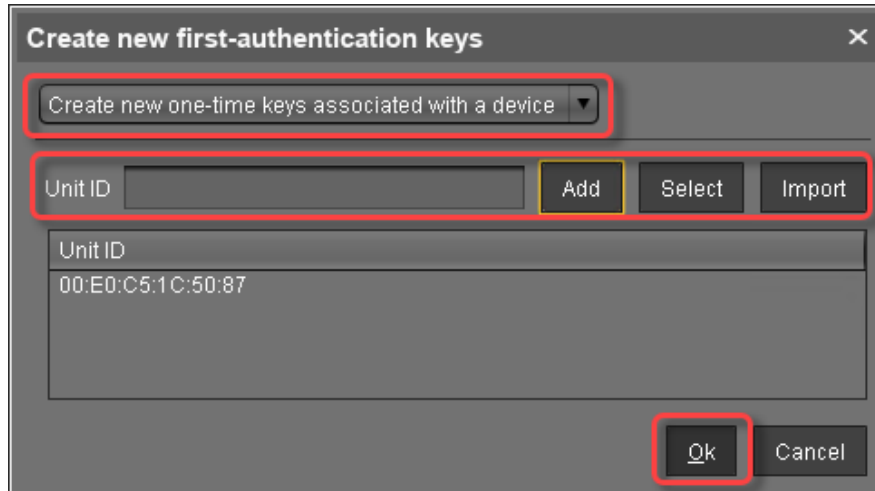 Create new first-authentication keys
Create new one-time keys associated with a device
Unit ID Add Select Import
Unit ID
00:E0:C5:1C:50:87
Ok Cancel